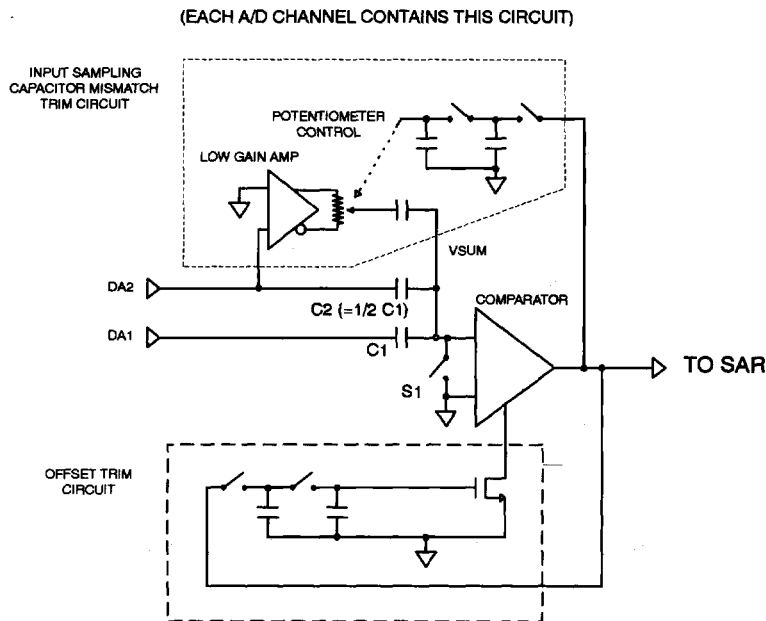 (EACH A/D CHANNEL CONTAINS THIS CIRCUIT)
INPUT SAMPLING
CAPACITOR MISMATCH
TRIM CIRCUIT
POTENTIOMETER
CONTROL
LOW GAIN AMP
VSUM
DA2
C2 (=1/2 C1)
COMPARATOR
DA1
C1
S1
TO SAR
OFFSET TRIM
CIRCUIT